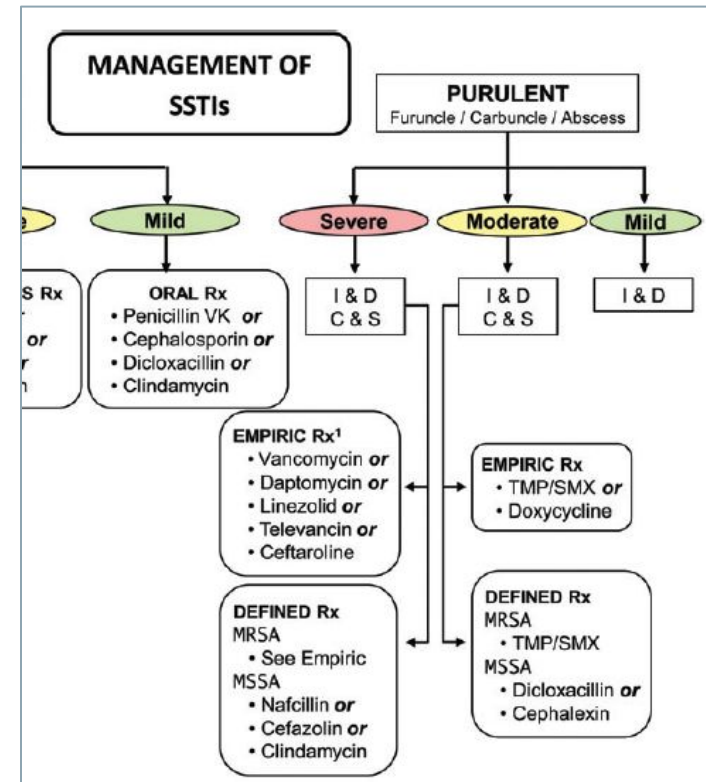 MANAGEMENT OF
SSTIs
PURULENT
Furuncle / Carbuncle / Abscess
Mild
Severe
Moderate
Mild
S Rx
or
ORAL Rx
• Penicillin VK or
• Cephalosporin or
• Dicloxacillin or
• Clindamycin
I & D
C & S
I & D
C & S
I & D
EMPIRIC Rx¹
• Vancomycin or
• Daptomycin or
• Linezolid or
• Televancin or
• Ceftaroline
EMPIRIC Rx
• TMP/SMX or
• Doxycycline
DEFINED Rx
MRSA
• See Empiric
MSSA
• Nafcillin or
• Cefazolin or
• Clindamycin
DEFINED Rx
MRSA
• TMP/SMX
MSSA
• Dicloxacillin or
• Cephalexin